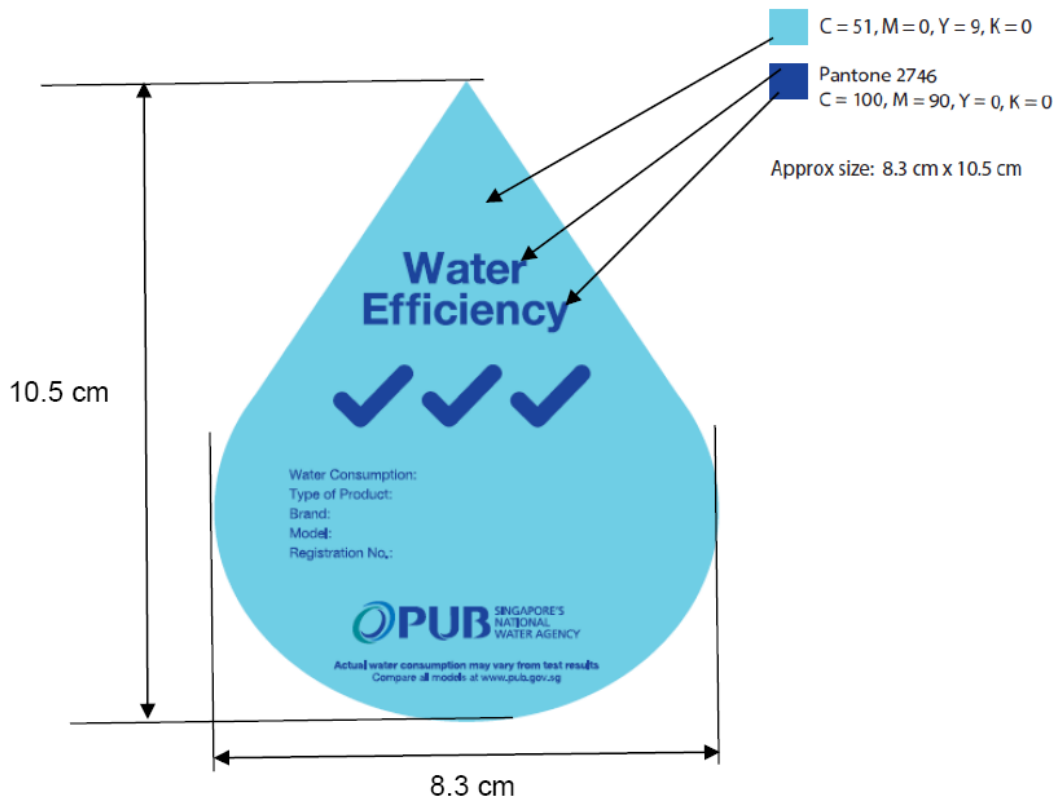 C = 51, M = 0, Y = 9, K = 0
Pantone 2746
C = 100, M = 90, Y = 0, K = 0
Approx size: 8.3 cm x 10.5 cm
Water
Efficiency
10.5 cm
Water Consumption:
Type of Product:
Brand:
Model:
Registration No.:
PUB
SINGAPORE'S
NATIONAL
WATER AGENCY
Actual water consumption may vary from test results
Compare all models at www.pub.gov.sg
8.3 cm